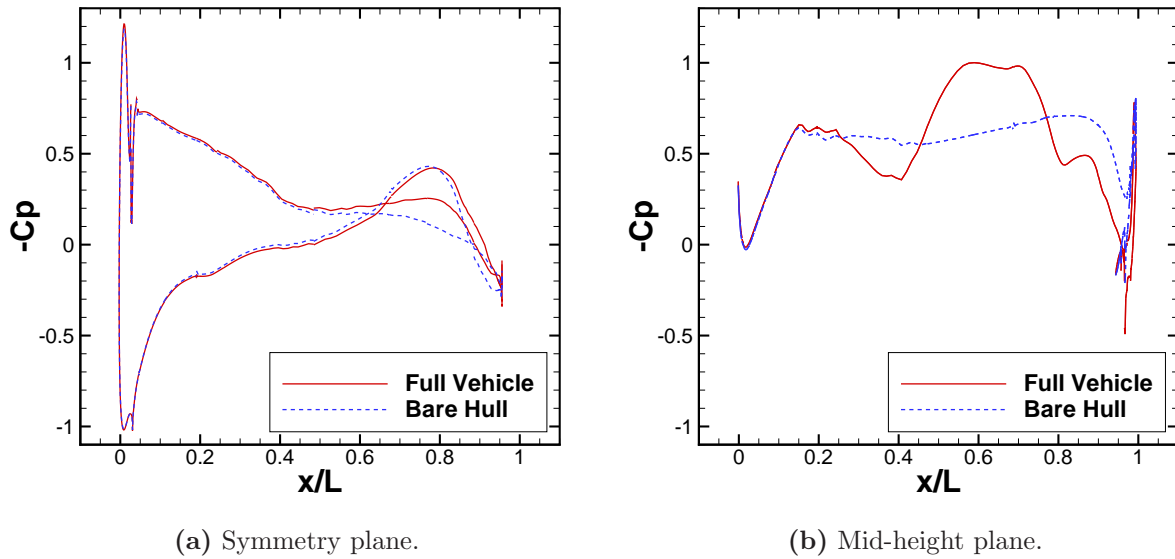 -Cp
1
0.5
0
-0.5
-1
0 0.2 0.4 0.6 0.8 1
x/L
Full Vehicle
Bare Hull
(a) Symmetry plane.
-Cp
1
0.5
0
-0.5
-1
0 0.2 0.4 0.6 0.8 1
x/L
Full Vehicle
Bare Hull
(b) Mid-height plane.